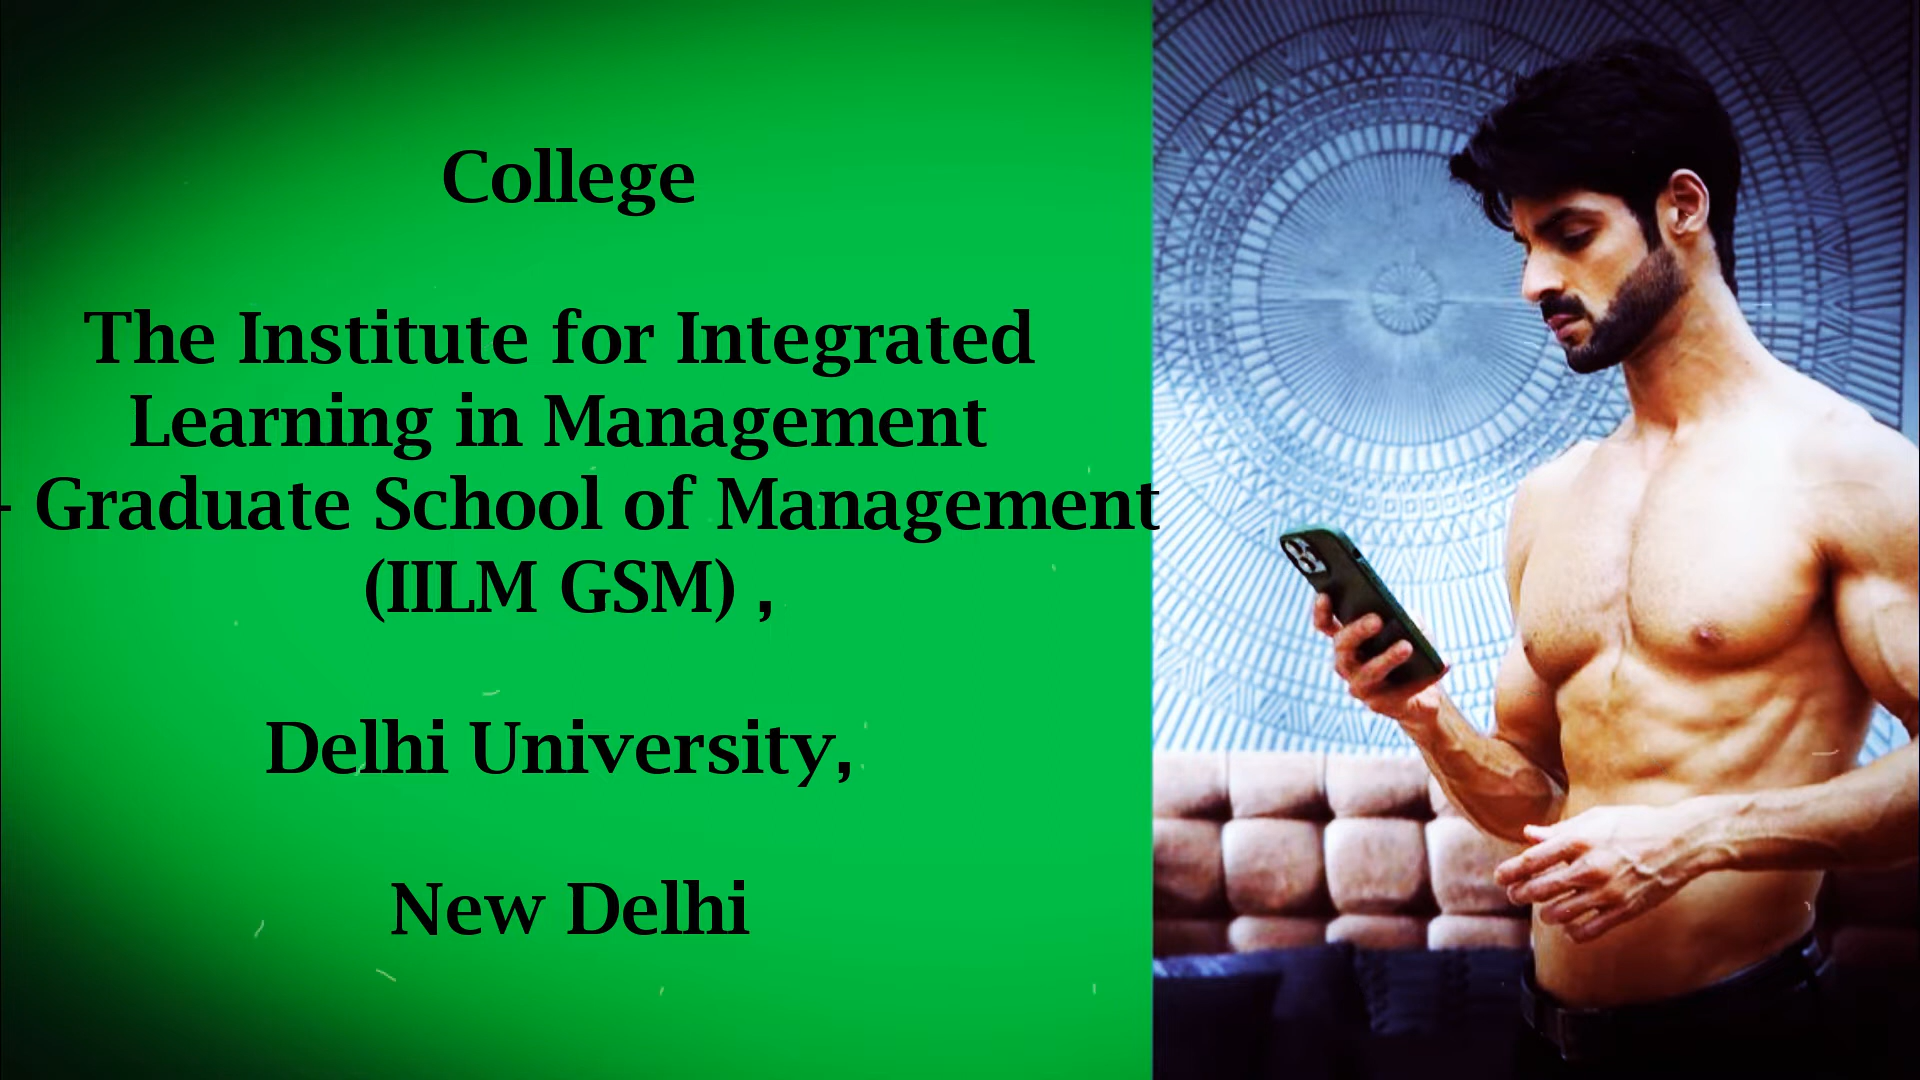 College
The Institute for Integrated
Learning in Management
- Graduate School of Management
(IILM GSM) ,
Delhi University,
New Delhi